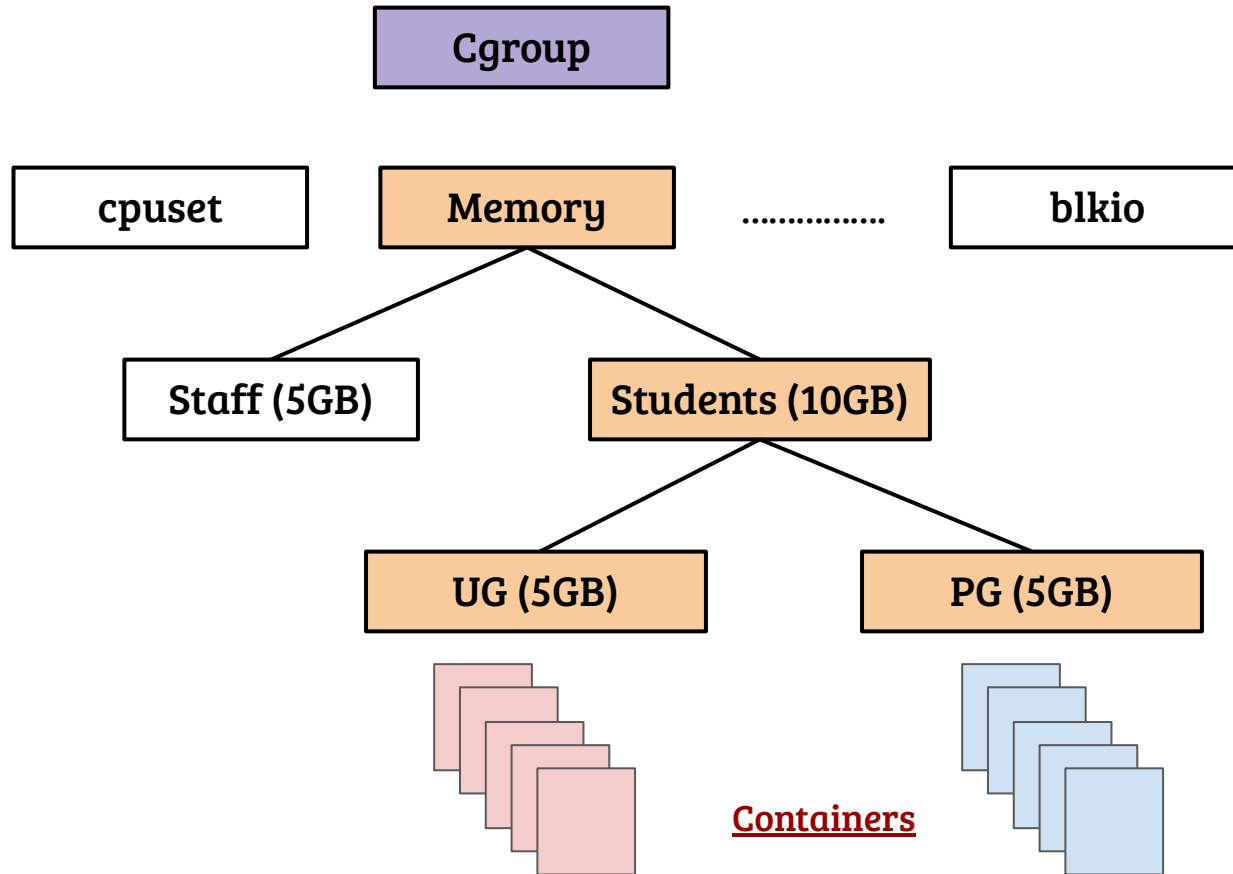 Cgroup
cpuset
Memory
................
blkio
Staff (5GB)
Students (10GB)
UG (5GB)
PG (5GB)
Containers